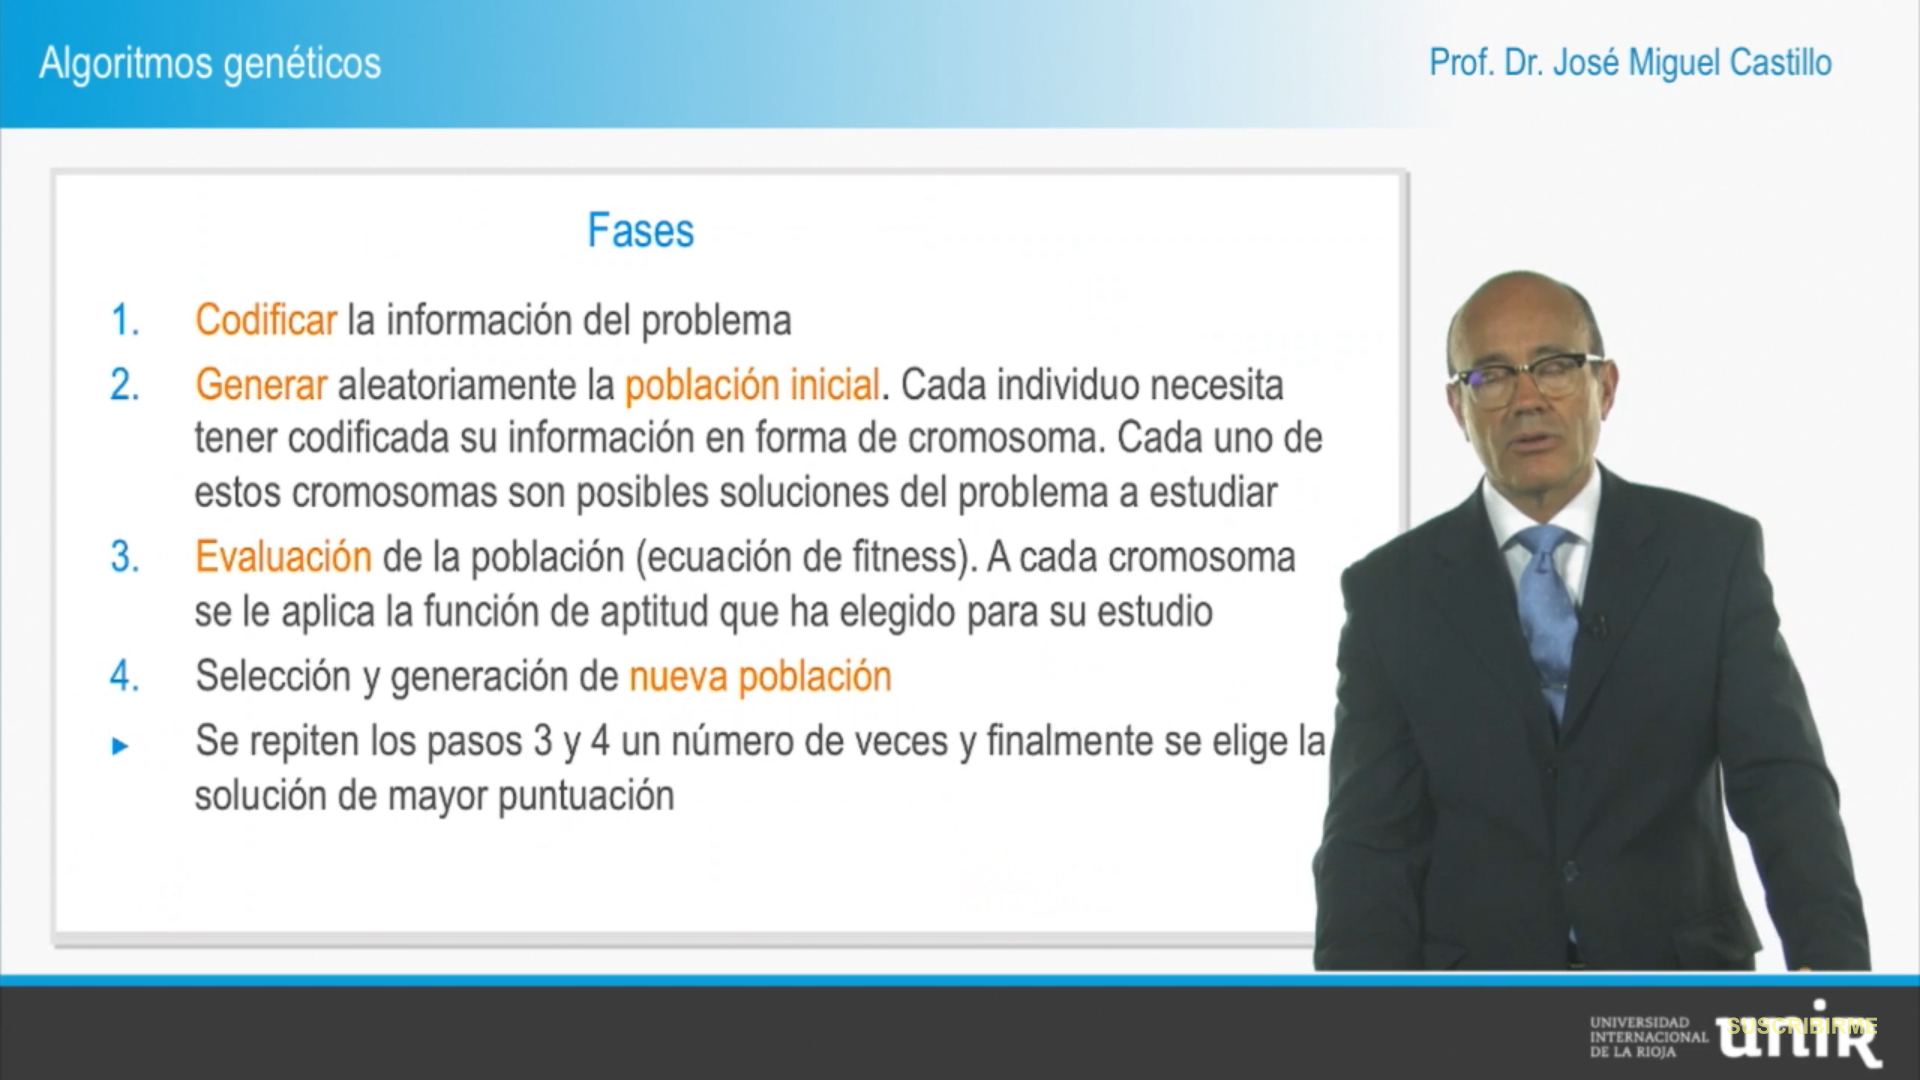 Algoritmos genéticos
Prof. Dr. José Miguel Castillo
Fases
1. Codificar la información del problema
2. Generar aleatoriamente la población inicial. Cada individuo necesita
tener codificada su información en forma de cromosoma. Cada uno de
estos cromosomas son posibles soluciones del problema a estudiar
3. Evaluación de la población (ecuación de fitness). A cada cromosoma
se le aplica la función de aptitud que ha elegido para su estudio
4. Selección y generación de nueva población
► Se repiten los pasos 3 y 4 un número de veces y finalmente se elige la
solución de mayor puntuación
UNIVERSIDAD
INTERNACIONAL
DE LA RIOJA
unir
SUSCRIBIRME